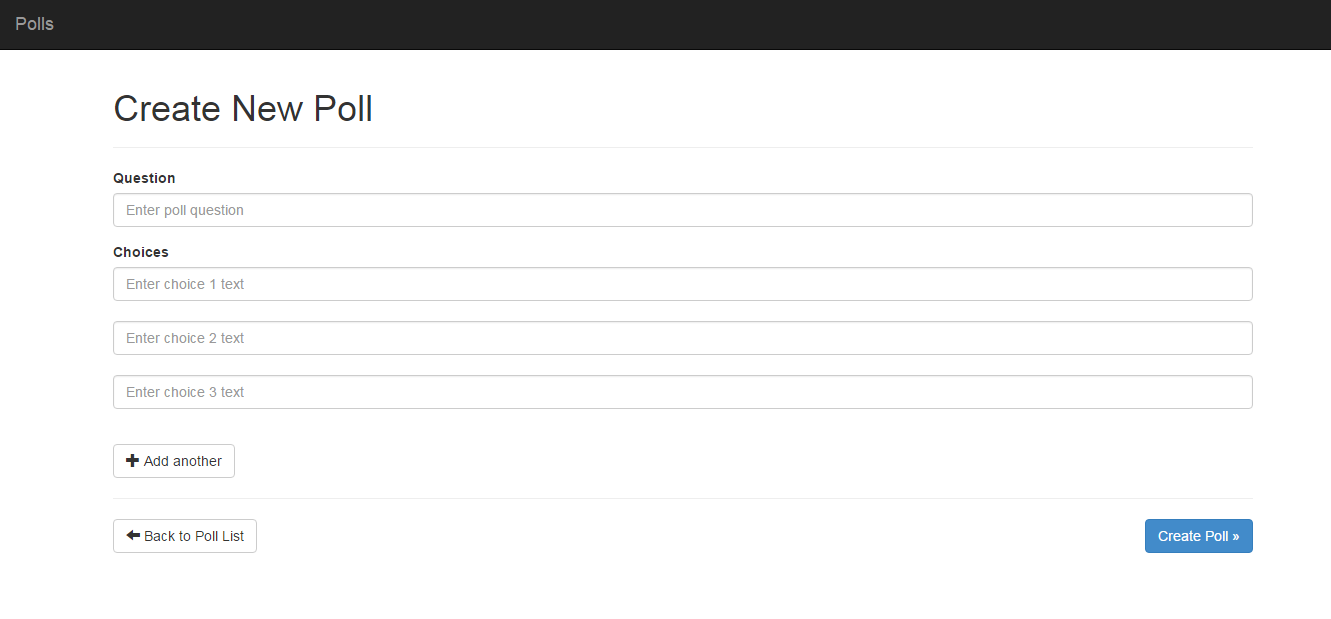 Polls
Create New Poll
Question
Enter poll question
Choices
Enter choice 1 text
Enter choice 2 text
Enter choice 3 text
Add another
Back to Poll List
Create Poll »